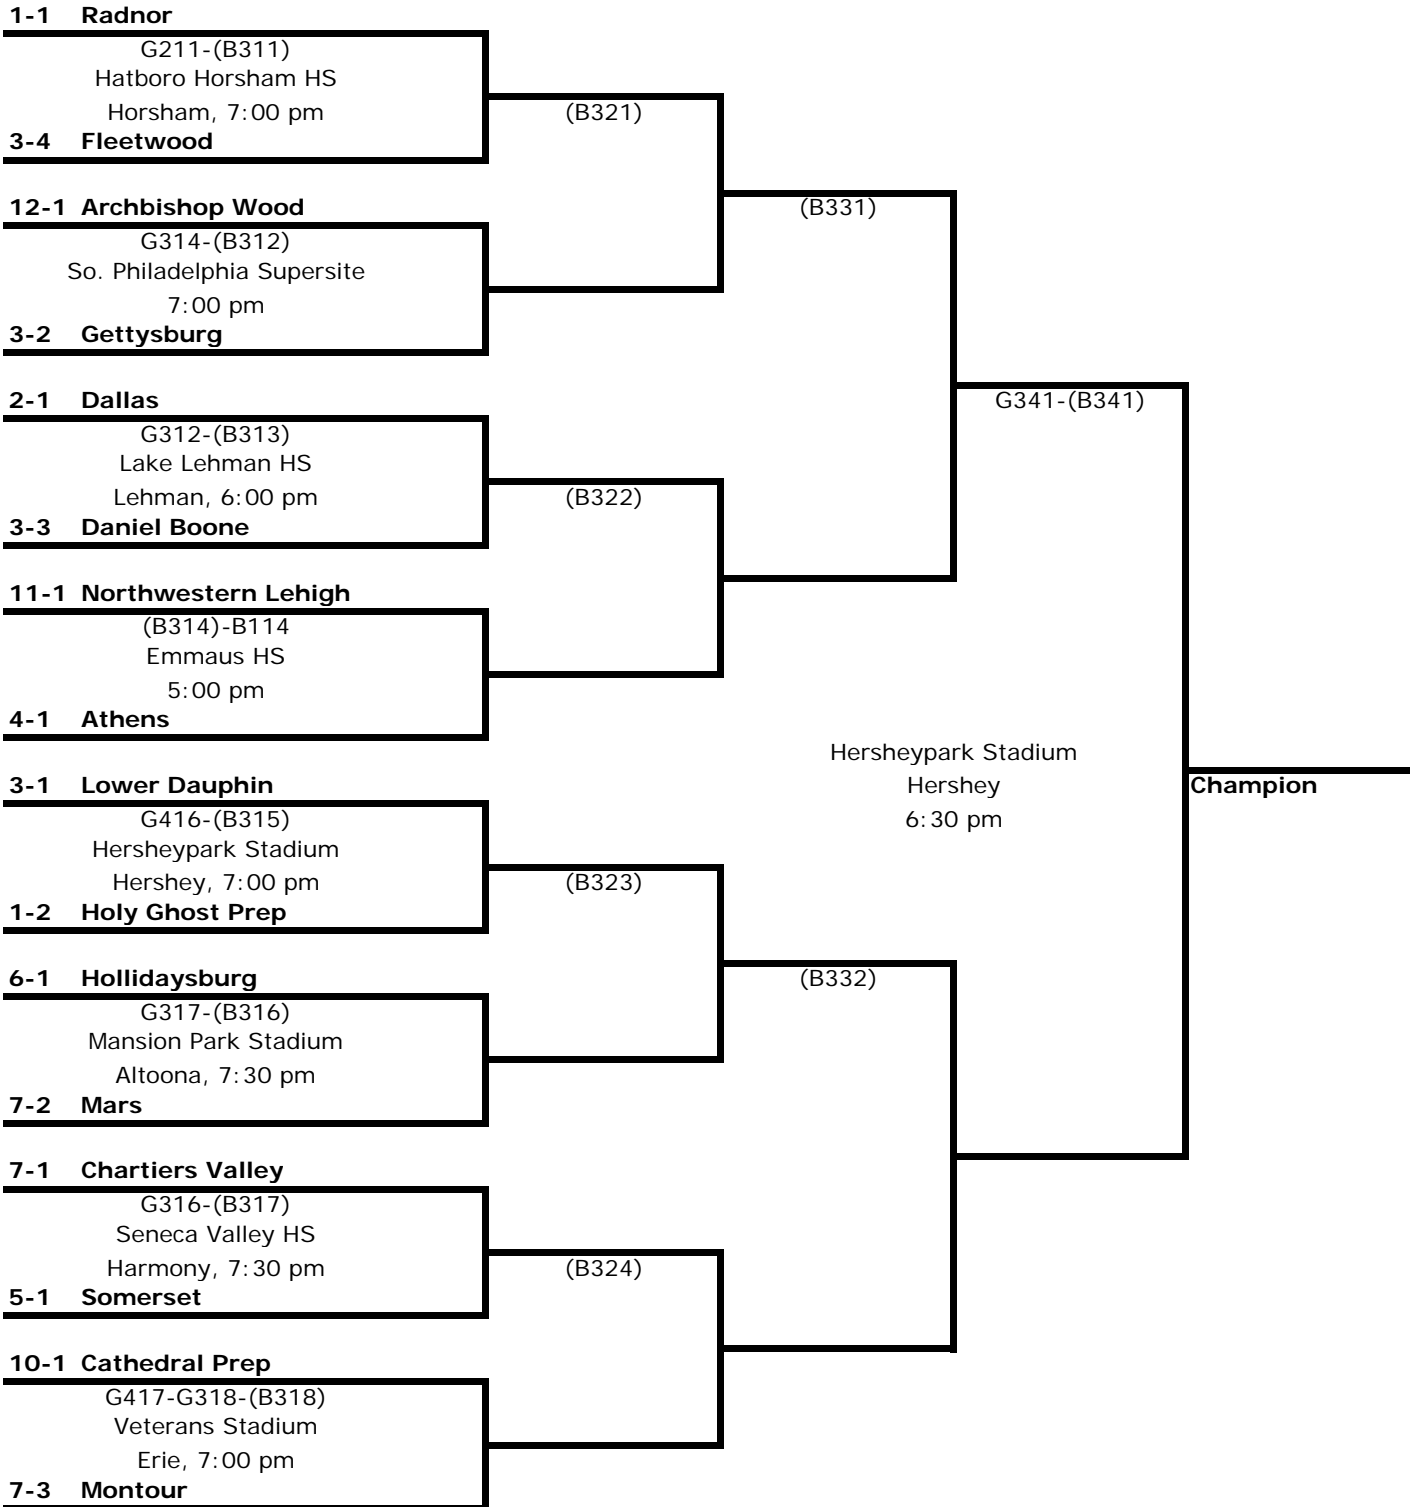 1-1 Radnor
G211-(B311)
Hatboro Horsham HS
Horsham, 7:00 pm
3-4 Fleetwood
(B321)
12-1 Archbishop Wood
G314-(B312)
So. Philadelphia Supersite
7:00 pm
3-2 Gettysburg
(B331)
2-1 Dallas
G312-(B313)
Lake Lehman HS
Lehman, 6:00 pm
3-3 Daniel Boone
(B322)
11-1 Northwestern Lehigh
(B314)-B114
Emmaus HS
5:00 pm
4-1 Athens
G341-(B341)
Hersheypark Stadium
Hershey
6:30 pm
Champion
3-1 Lower Dauphin
G416-(B315)
Hersheypark Stadium
Hershey, 7:00 pm
1-2 Holy Ghost Prep
(B323)
6-1 Hollidaysburg
G317-(B316)
Mansion Park Stadium
Altoona, 7:30 pm
7-2 Mars
(B332)
7-1 Chartiers Valley
G316-(B317)
Seneca Valley HS
Harmony, 7:30 pm
5-1 Somerset
(B324)
10-1 Cathedral Prep
G417-G318-(B318)
Veterans Stadium
Erie, 7:00 pm
7-3 Montour